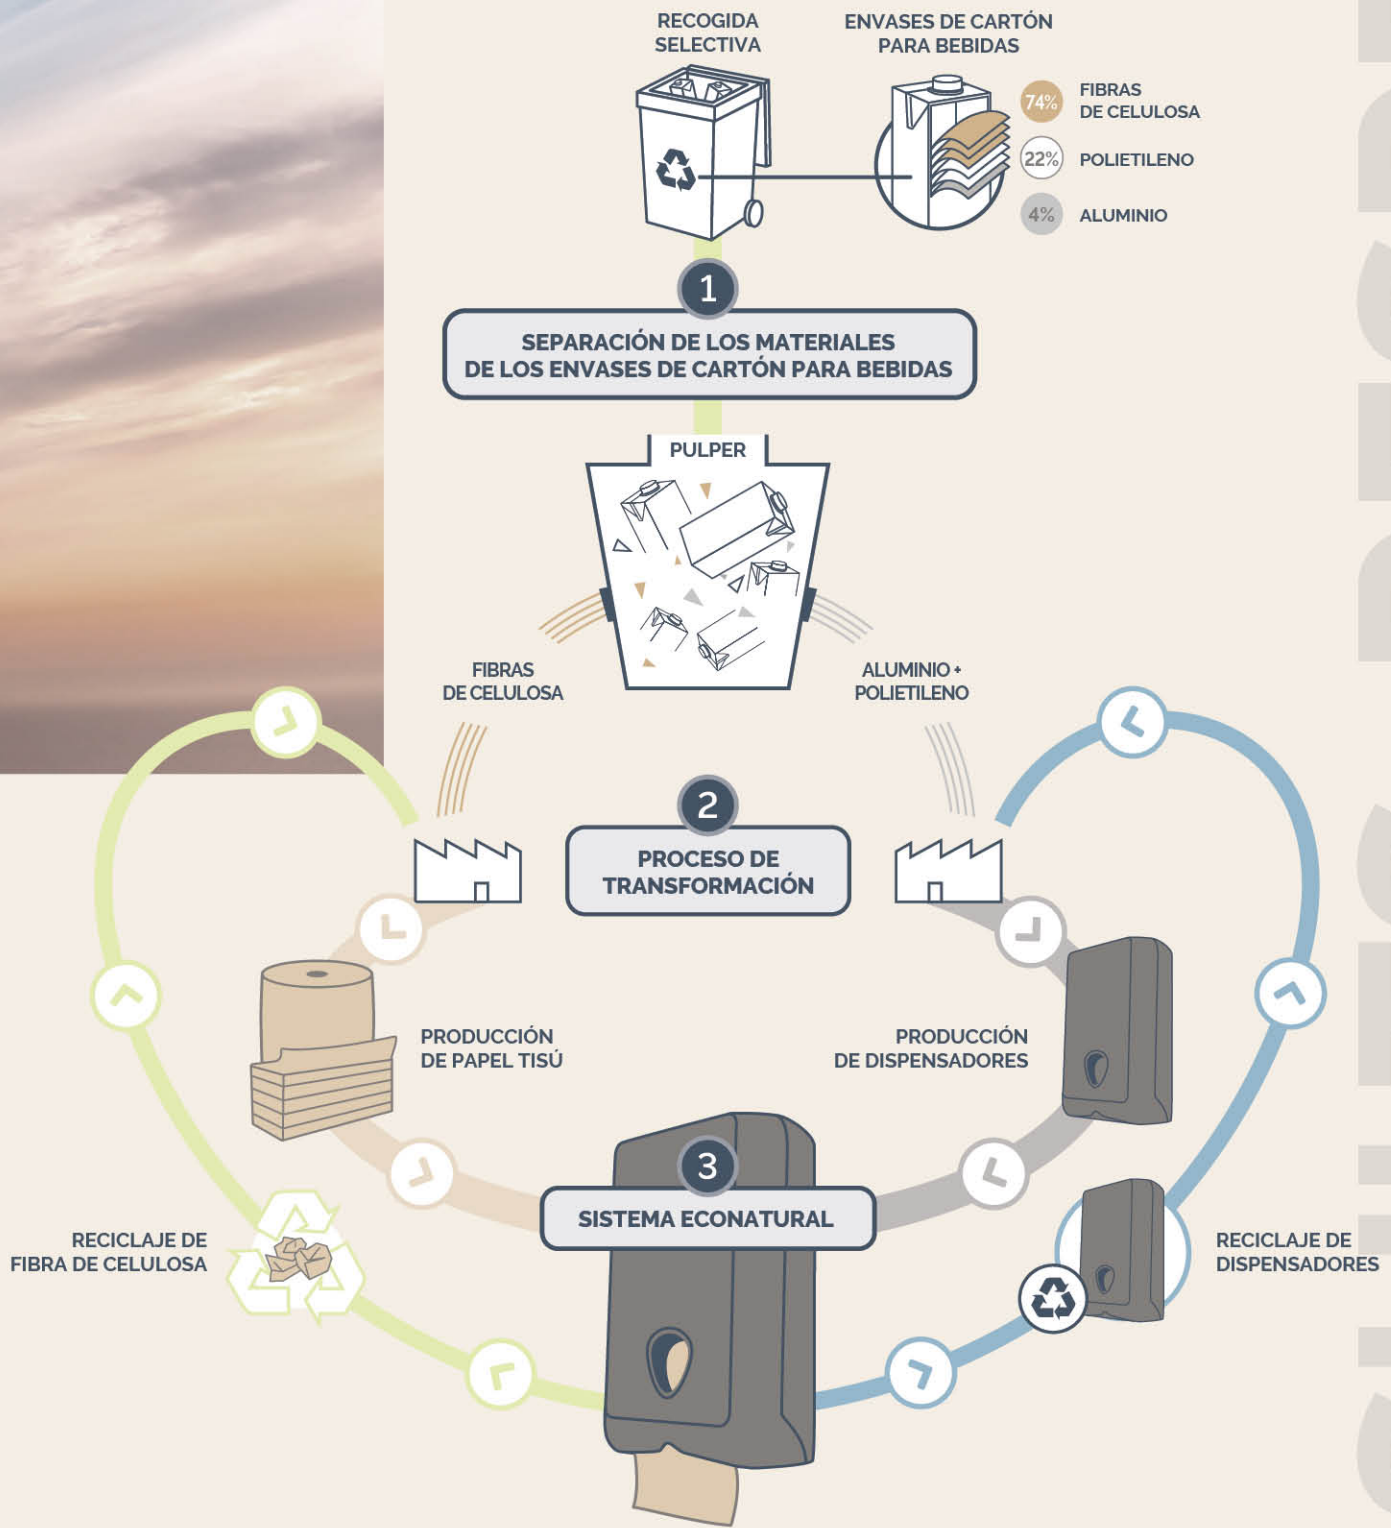 RECOGIDA
SELECTIVA
ENVASES DE CARTÓN
PARA BEBIDAS
74%
FIBRAS
DE CELULOSA
22%
POLIETILENO
4%
ALUMINIO
1
SEPARACIÓN DE LOS MATERIALES
DE LOS ENVASES DE CARTÓN PARA BEBIDAS
PULPER
FIBRAS
DE CELULOSA
ALUMINIO +
POLIETILENO
2
PROCESO DE
TRANSFORMACIÓN
PRODUCCIÓN
DE PAPEL TISÚ
PRODUCCIÓN
DE DISPENSADORES
3
SISTEMA ECONATURAL
RECICLAJE DE
FIBRA DE CELULOSA
RECICLAJE DE
DISPENSADORES